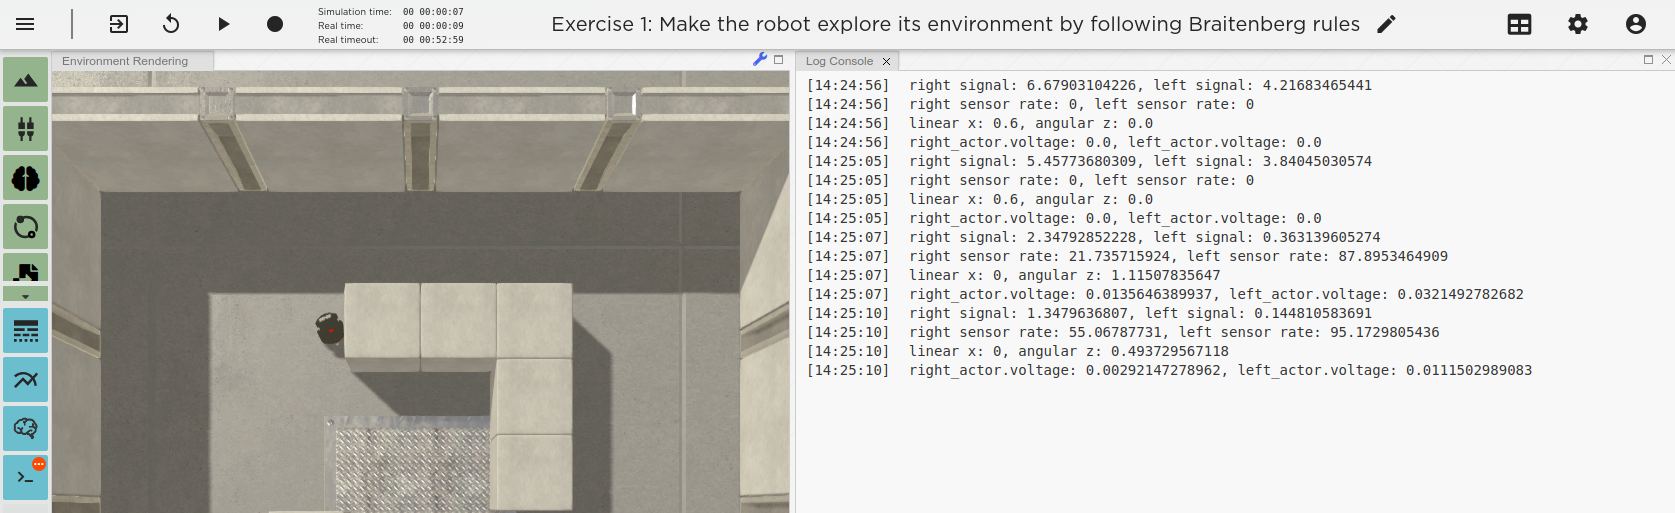 Simulation time: 00 00:00:07
Real time: 00 00:00:09
Real timeout: 00 00:52:59
Exercise 1: Make the robot explore its environment by following Braitenberg rules
Environment Rendering
Log Console
[14:24:56] right signal: 6.67903104226, left signal: 4.21683465441
[14:24:56] right sensor rate: 0, left sensor rate: 0
[14:24:56] linear x: 0.6, angular z: 0.0
[14:24:56] right_actor.voltage: 0.0, left_actor.voltage: 0.0
[14:25:05] right signal: 5.45773680309, left signal: 3.84045030574
[14:25:05] right sensor rate: 0, left sensor rate: 0
[14:25:05] linear x: 0.6, angular z: 0.0
[14:25:05] right_actor.voltage: 0.0, left_actor.voltage: 0.0
[14:25:07] right signal: 2.34792852228, left signal: 0.363139605274
[14:25:07] right sensor rate: 21.735715924, left sensor rate: 87.8953464909
[14:25:07] linear x: 0, angular z: 1.11507835647
[14:25:07] right_actor.voltage: 0.0135646389937, left_actor.voltage: 0.0321492782682
[14:25:10] right signal: 1.3479636807, left signal: 0.144810583691
[14:25:10] right sensor rate: 55.06787731, left sensor rate: 95.1729805436
[14:25:10] linear x: 0, angular z: 0.493729567118
[14:25:10] right_actor.voltage: 0.00292147278962, left_actor.voltage: 0.0111502989083